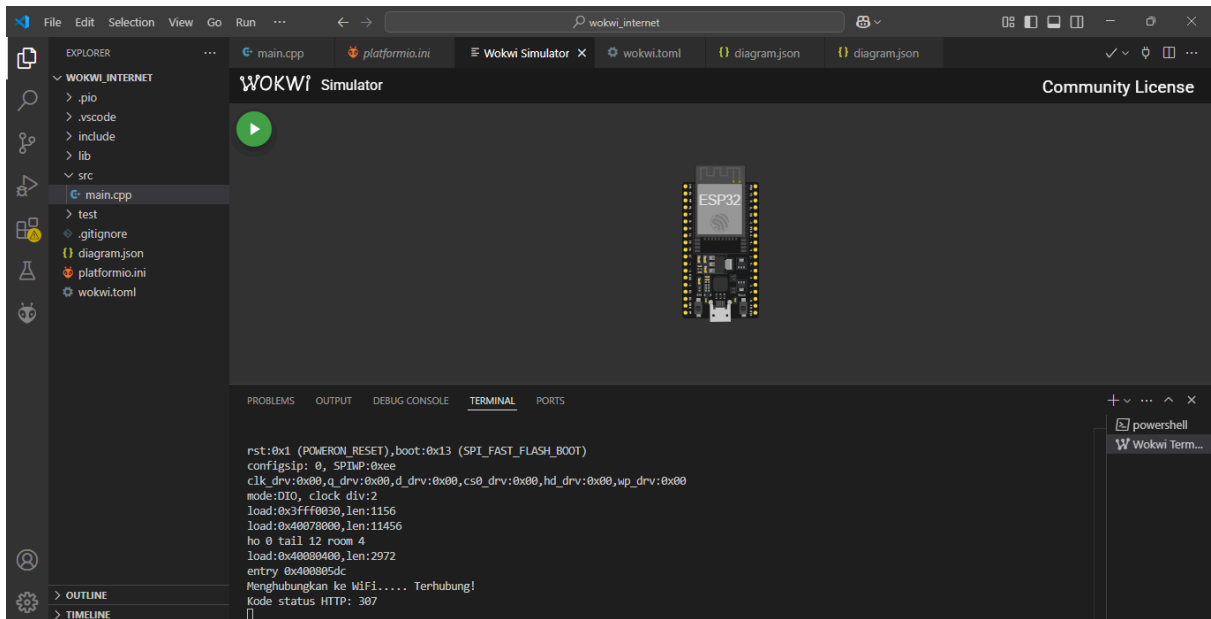 File Edit Selection View Go Run ··· ← → wokwi_internet
EXPLORER ···
WOKWI_INTERNET
.pio
.vscode
include
lib
src
main.cpp
test
.gitignore
diagram.json
platformio.ini
wokwi.toml
OUTLINE
TIMELINE
main.cpp platformio.ini Wokwi Simulator wokwi.toml diagram.json diagram.json
WOKWi Simulator Community License
ESP32
PROBLEMS OUTPUT DEBUG CONSOLE TERMINAL PORTS
rst:0x1 (POWERON_RESET),boot:0x13 (SPI_FAST_FLASH_BOOT)
configsip: 0, SPIWP:0xee
clk_drv:0x00,q_drv:0x00,d_drv:0x00,cs0_drv:0x00,hd_drv:0x00,wp_drv:0x00
mode:DIO, clock div:2
load:0x3fff0030,len:1156
load:0x40078000,len:11456
ho 0 tail 12 room 4
load:0x40080400,len:2972
entry 0x400805dc
Menghubungkan ke WiFi..... Terhubung!
Kode status HTTP: 307
powershell
Wokwi Term...